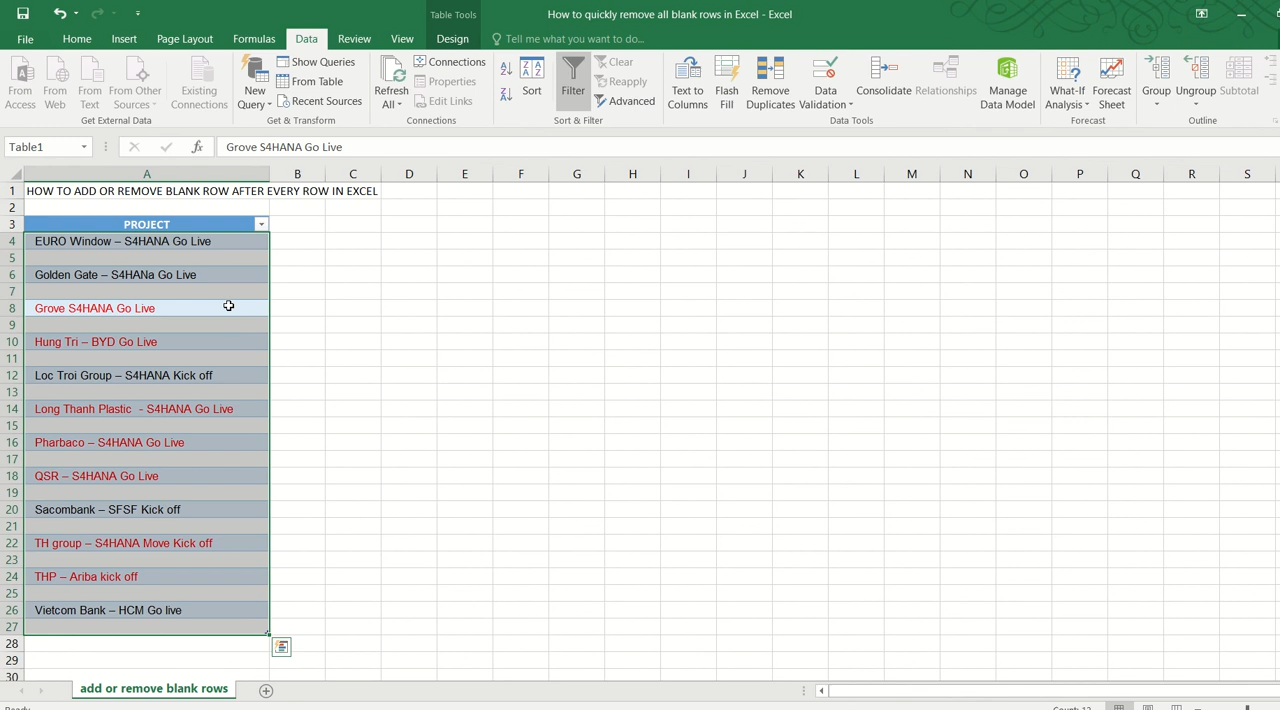 Table Tools
How to quickly remove all blank rows in Excel - Excel
File Home Insert Page Layout Formulas Data Review View Design Tell me what you want to do...
From Access
From Web
From Text
From Other Sources
Existing Connections
Get External Data
New Query
Show Queries
From Table
Recent Sources
Get & Transform
Refresh All
Connections
Properties
Edit Links
Connections
Sort
Filter
Clear
Reapply
Advanced
Sort & Filter
Text to Columns
Flash Fill
Remove Duplicates
Data Validation
Consolidate
Relationships
Manage Data Model
Data Tools
What-If Analysis
Forecast Sheet
Forecast
Group
Ungroup
Subtotal
Outline
Table1 fx Grove S4HANA Go Live
A B C D E F G H I J K L M N O P Q R S
1 HOW TO ADD OR REMOVE BLANK ROW AFTER EVERY ROW IN EXCEL
2
3 PROJECT
4 EURO Window – S4HANA Go Live
5
6 Golden Gate – S4HANa Go Live
7
8 Grove S4HANA Go Live
9
10 Hung Tri – BYD Go Live
11
12 Loc Troi Group – S4HANA Kick off
13
14 Long Thanh Plastic - S4HANA Go Live
15
16 Pharbaco – S4HANA Go Live
17
18 QSR – S4HANA Go Live
19
20 Sacombank – SFSF Kick off
21
22 TH group – S4HANA Move Kick off
23
24 THP – Ariba kick off
25
26 Vietcom Bank – HCM Go live
27
28
29
30
add or remove blank rows